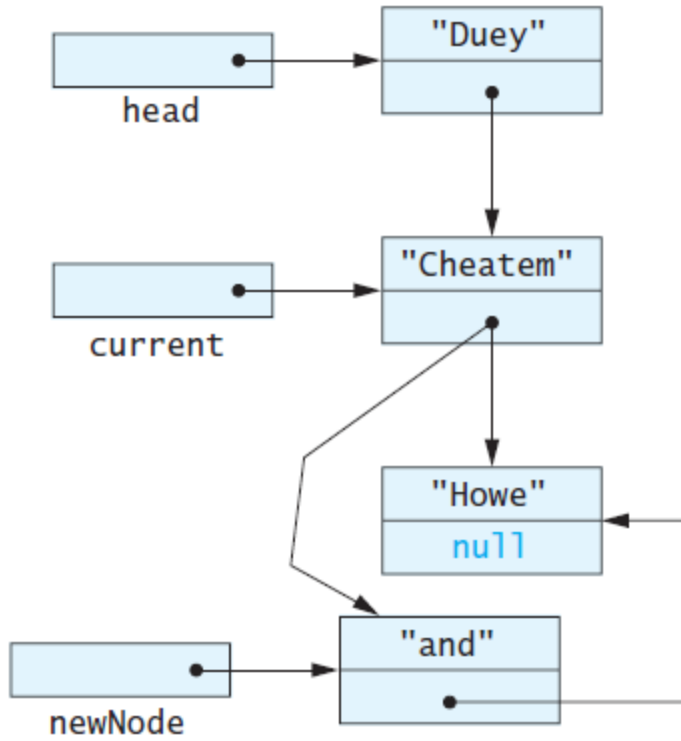 "Duey"
head
"Cheatem"
current
"Howe"
null
"and"
newNode